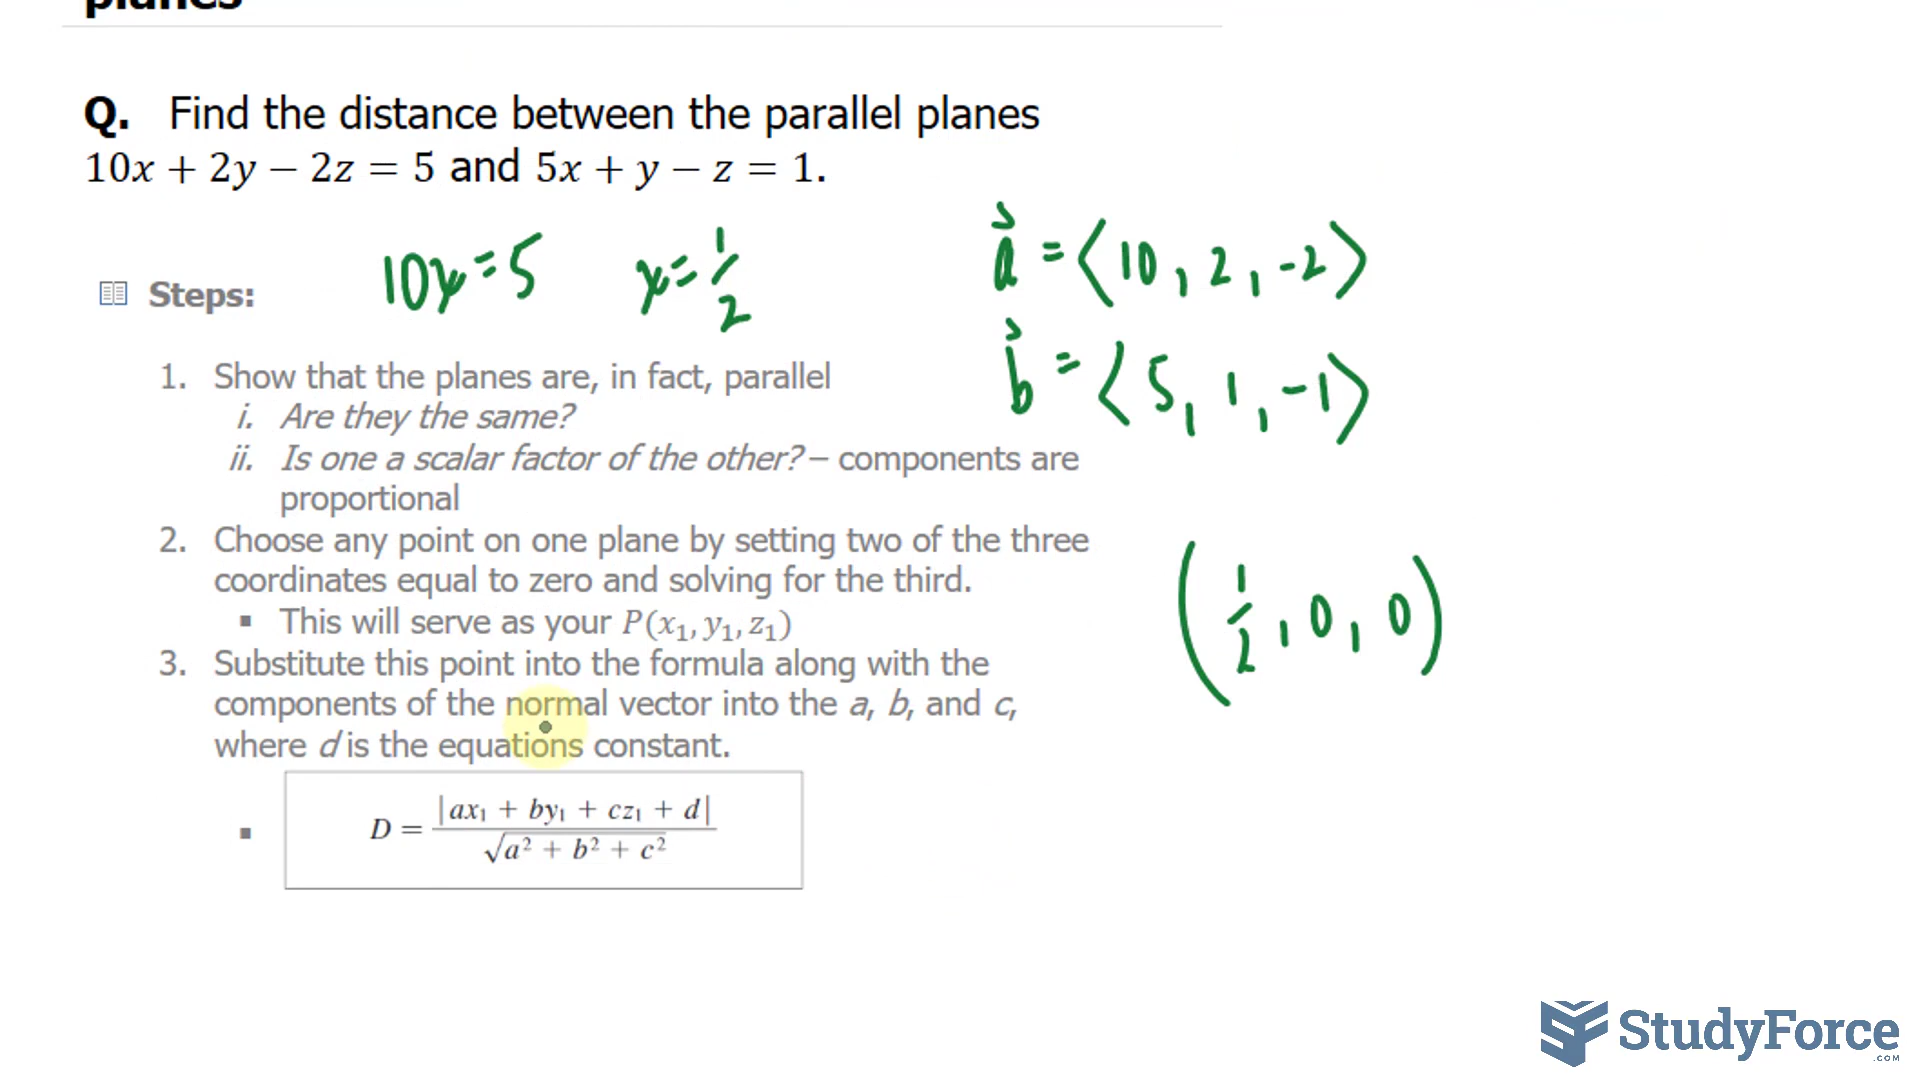 planes
Q. Find the distance between the parallel planes
10x + 2y − 2z = 5 and 5x + y − z = 1.
10x = 5
x = 1/2
a⃗ = ⟨10, 2, -2⟩
b⃗ = ⟨5, 1, -1⟩
Steps:
1. Show that the planes are, in fact, parallel
i. Are they the same?
ii. Is one a scalar factor of the other? – components are
proportional
2. Choose any point on one plane by setting two of the three
coordinates equal to zero and solving for the third.
▪ This will serve as your P(x₁, y₁, z₁)
(1/2, 0, 0)
3. Substitute this point into the formula along with the
components of the normal vector into the a, b, and c,
where d is the equations constant.
▪ D = |ax₁ + by₁ + cz₁ + d| / √(a² + b² + c²)
StudyForce
.COM